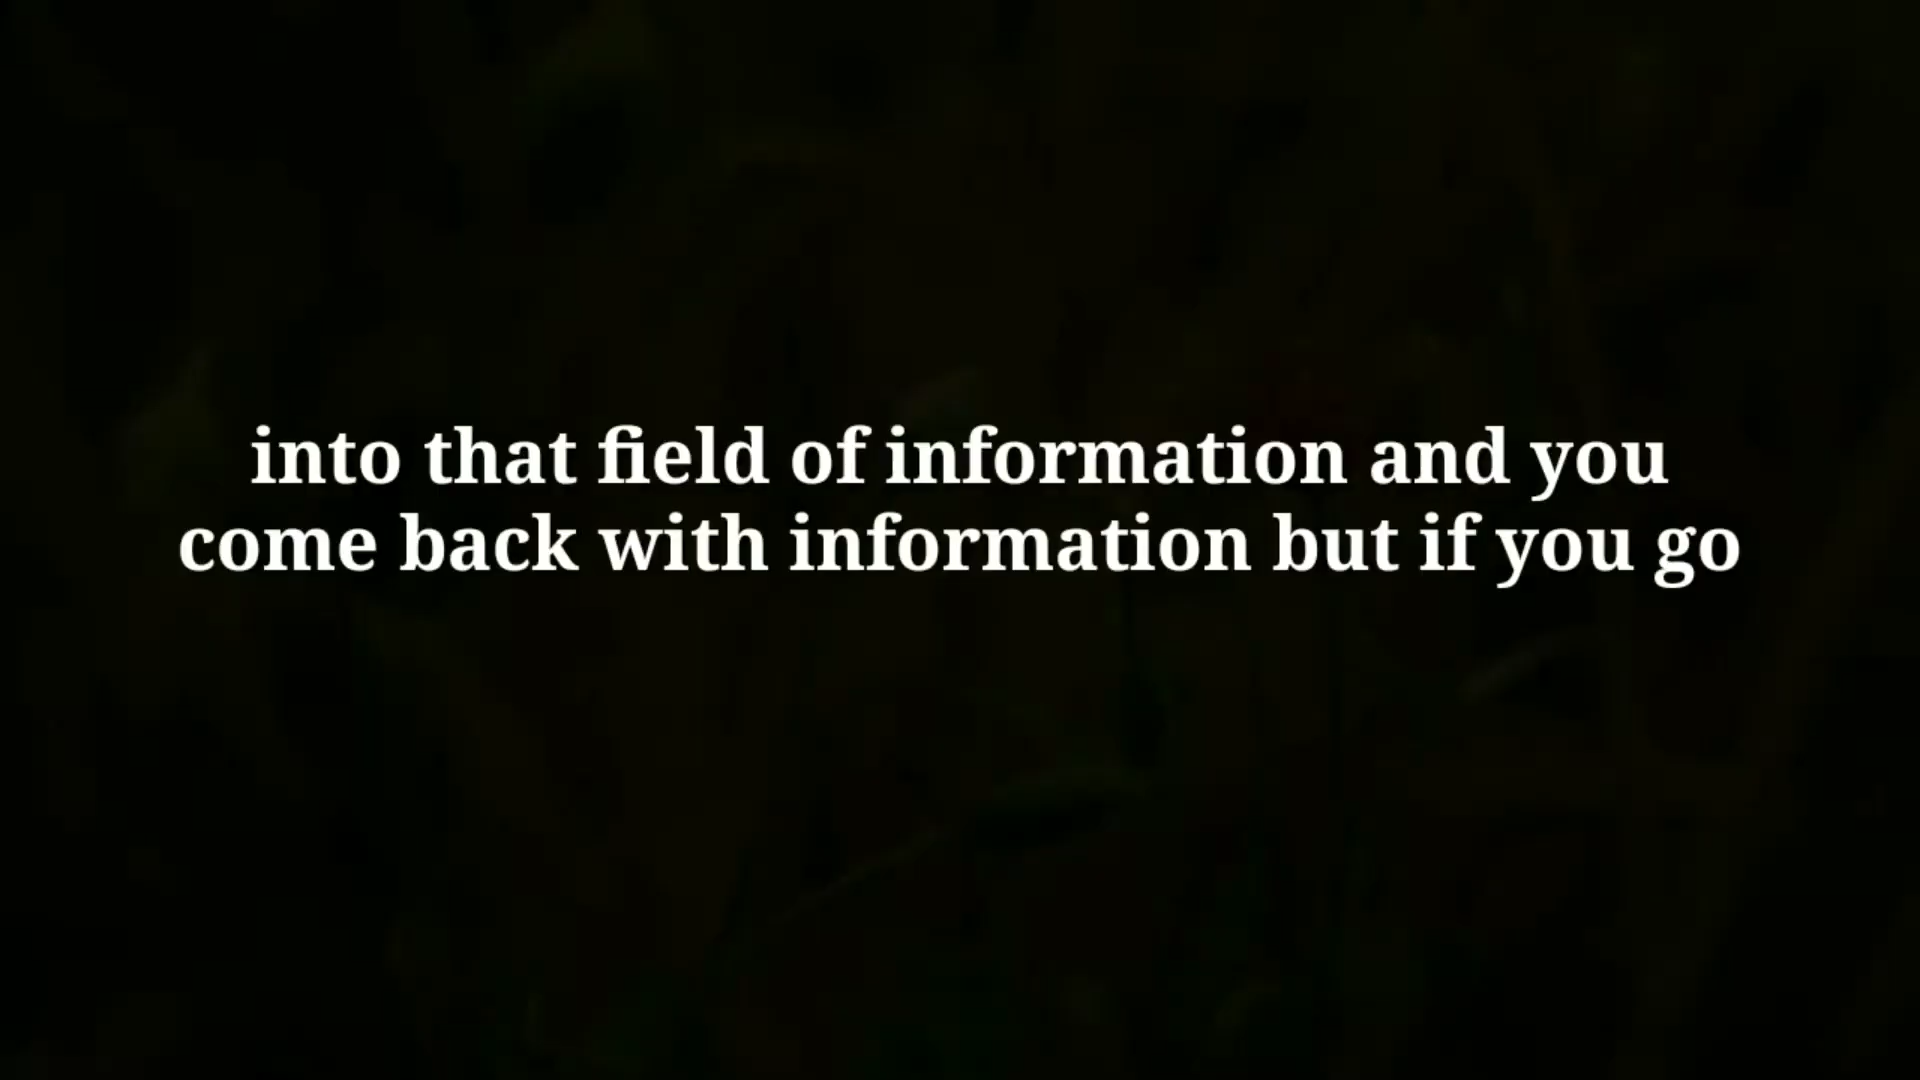 into that field of information and you
come back with information but if you go